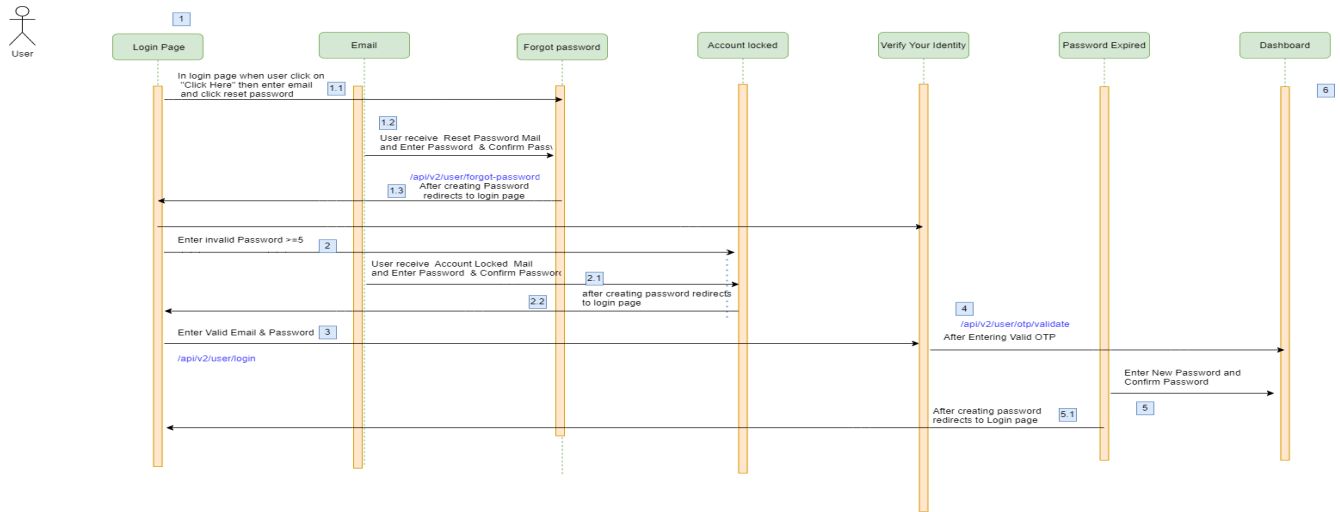 1
User
Login Page
Email
Forgot password
Account locked
Verify Your Identity
Password Expired
Dashboard
In login page when user click on
"Click Here" then enter email
and click reset password
1.1
6
1.2
User receive Reset Password Mail
and Enter Password & Confirm Passv
/api/v2/user/forgot-password
1.3
After creating Password
redirects to login page
Enter invalid Password >=5
2
User receive Account Locked Mail
and Enter Password & Confirm Password
2.1
after creating password redirects
to login page
2.2
Enter Valid Email & Password
3
/api/v2/user/login
4
/api/v2/user/otp/validate
After Entering Valid OTP
Enter New Password and
Confirm Password
5
After creating password
redirects to Login page
5.1